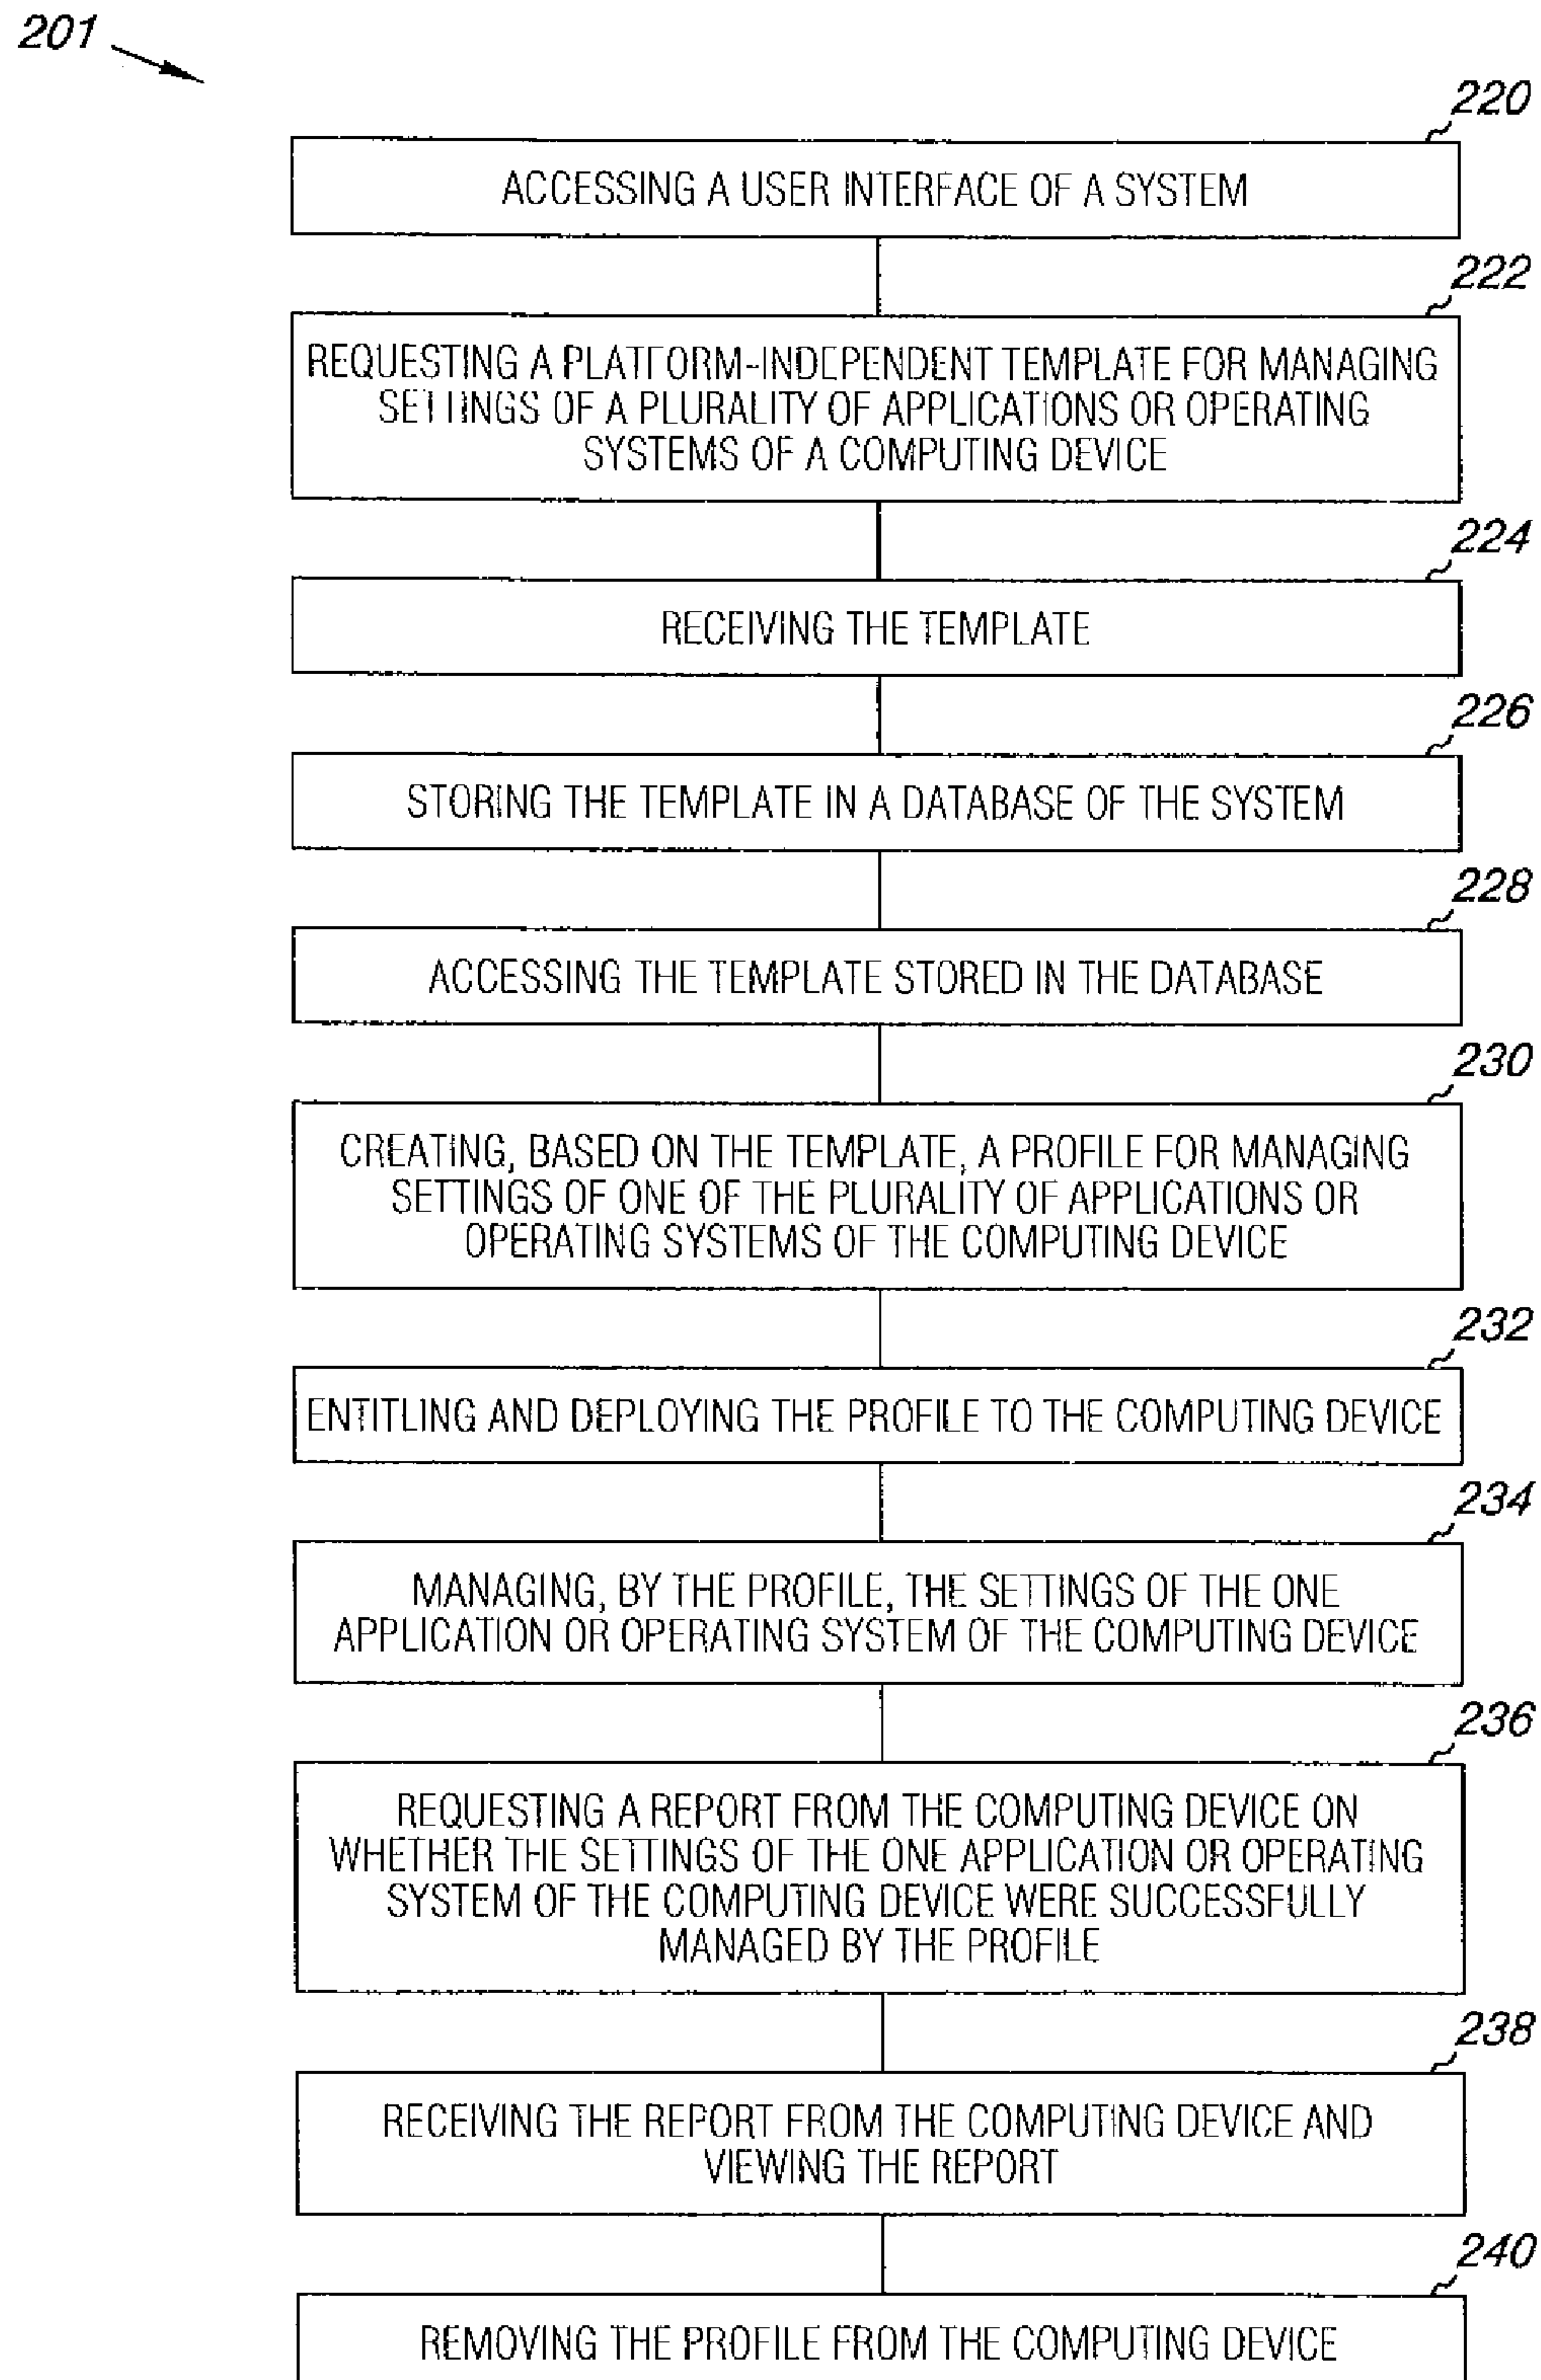 201
220
ACCESSING A USER INTERFACE OF A SYSTEM
222
REQUESTING A PLATFORM-INDEPENDENT TEMPLATE FOR MANAGING
SETTINGS OF A PLURALITY OF APPLICATIONS OR OPERATING
SYSTEMS OF A COMPUTING DEVICE
224
RECEIVING THE TEMPLATE
226
STORING THE TEMPLATE IN A DATABASE OF THE SYSTEM
228
ACCESSING THE TEMPLATE STORED IN THE DATABASE
230
CREATING, BASED ON THE TEMPLATE, A PROFILE FOR MANAGING
SETTINGS OF ONE OF THE PLURALITY OF APPLICATIONS OR
OPERATING SYSTEMS OF THE COMPUTING DEVICE
232
ENTITLING AND DEPLOYING THE PROFILE TO THE COMPUTING DEVICE
234
MANAGING, BY THE PROFILE, THE SETTINGS OF THE ONE
APPLICATION OR OPERATING SYSTEM OF THE COMPUTING DEVICE
236
REQUESTING A REPORT FROM THE COMPUTING DEVICE ON
WHETHER THE SETTINGS OF THE ONE APPLICATION OR OPERATING
SYSTEM OF THE COMPUTING DEVICE WERE SUCCESSFULLY
MANAGED BY THE PROFILE
238
RECEIVING THE REPORT FROM THE COMPUTING DEVICE AND
VIEWING THE REPORT
240
REMOVING THE PROFILE FROM THE COMPUTING DEVICE